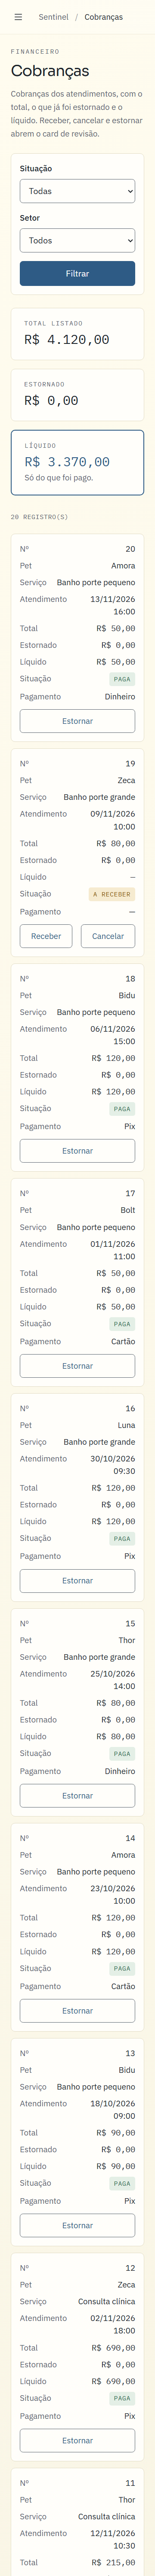 Sentinel / Cobranças
FINANCEIRO
Cobranças
Cobranças dos atendimentos, com o
total, o que já foi estornado e o
líquido. Receber, cancelar e estornar
abrem o card de revisão.
Situação
Todas
Setor
Todos
Filtrar
TOTAL LISTADO
R$ 4.120,00
ESTORNADO
R$ 0,00
LÍQUIDO
R$ 3.370,00
Só do que foi pago.
20 REGISTRO(S)
Nº 20
Pet Amora
Serviço Banho porte pequeno
Atendimento 13/11/2026
16:00
Total R$ 50,00
Estornado R$ 0,00
Líquido R$ 50,00
Situação PAGA
Pagamento Dinheiro
Estornar
Nº 19
Pet Zeca
Serviço Banho porte grande
Atendimento 09/11/2026
10:00
Total R$ 80,00
Estornado R$ 0,00
Líquido —
Situação A RECEBER
Pagamento —
Receber Cancelar
Nº 18
Pet Bidu
Serviço Banho porte pequeno
Atendimento 06/11/2026
15:00
Total R$ 120,00
Estornado R$ 0,00
Líquido R$ 120,00
Situação PAGA
Pagamento Pix
Estornar
Nº 17
Pet Bolt
Serviço Banho porte pequeno
Atendimento 01/11/2026
11:00
Total R$ 50,00
Estornado R$ 0,00
Líquido R$ 50,00
Situação PAGA
Pagamento Cartão
Estornar
Nº 16
Pet Luna
Serviço Banho porte grande
Atendimento 30/10/2026
09:30
Total R$ 120,00
Estornado R$ 0,00
Líquido R$ 120,00
Situação PAGA
Pagamento Pix
Estornar
Nº 15
Pet Thor
Serviço Banho porte grande
Atendimento 25/10/2026
14:00
Total R$ 80,00
Estornado R$ 0,00
Líquido R$ 80,00
Situação PAGA
Pagamento Dinheiro
Estornar
Nº 14
Pet Amora
Serviço Banho porte pequeno
Atendimento 23/10/2026
10:00
Total R$ 120,00
Estornado R$ 0,00
Líquido R$ 120,00
Situação PAGA
Pagamento Cartão
Estornar
Nº 13
Pet Bidu
Serviço Banho porte pequeno
Atendimento 18/10/2026
09:00
Total R$ 90,00
Estornado R$ 0,00
Líquido R$ 90,00
Situação PAGA
Pagamento Pix
Estornar
Nº 12
Pet Zeca
Serviço Consulta clínica
Atendimento 02/11/2026
18:00
Total R$ 690,00
Estornado R$ 0,00
Líquido R$ 690,00
Situação PAGA
Pagamento Pix
Estornar
Nº 11
Pet Thor
Serviço Consulta clínica
Atendimento 12/11/2026
10:30
Total R$ 215,00